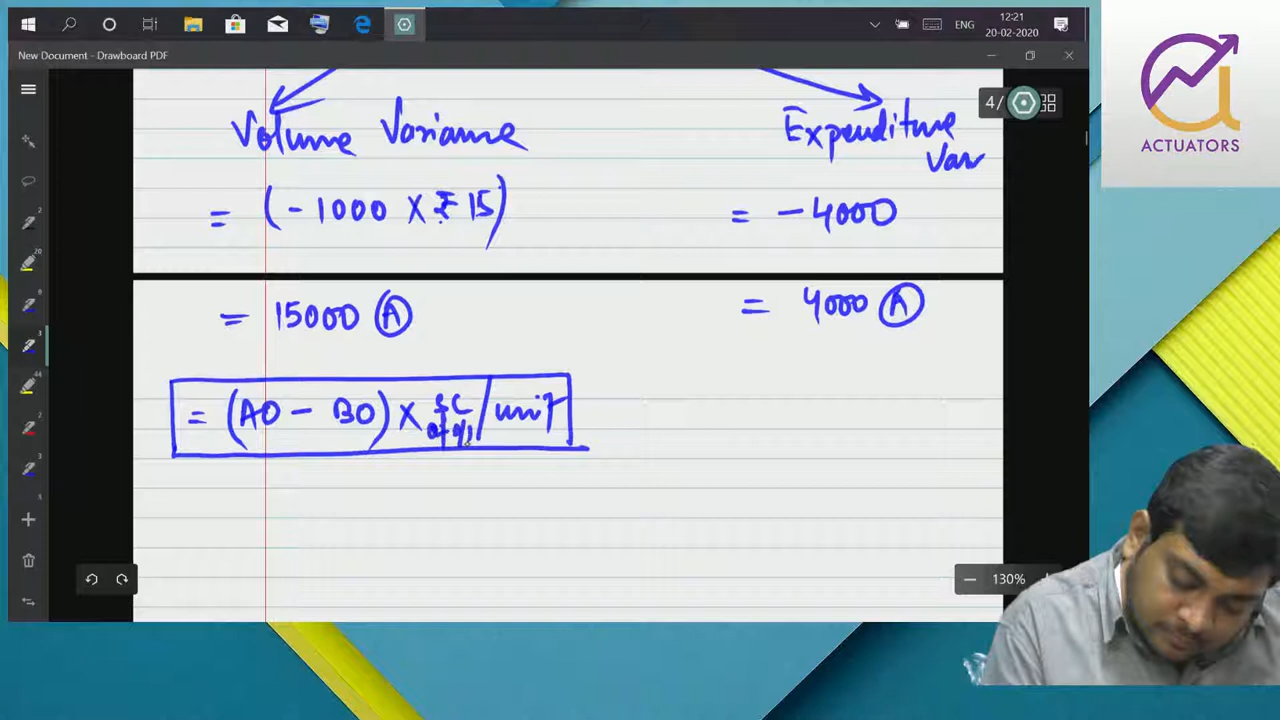 12:21
ENG
20-02-2020
New Document - Drawboard PDF
4/
ACTUATORS
Volume Variance
Expenditure
Var
= (-1000 X ₹ 15)
= -4000
= 15000 (A)
= 4000 (A)
= (AO - BO) X /unit
130%